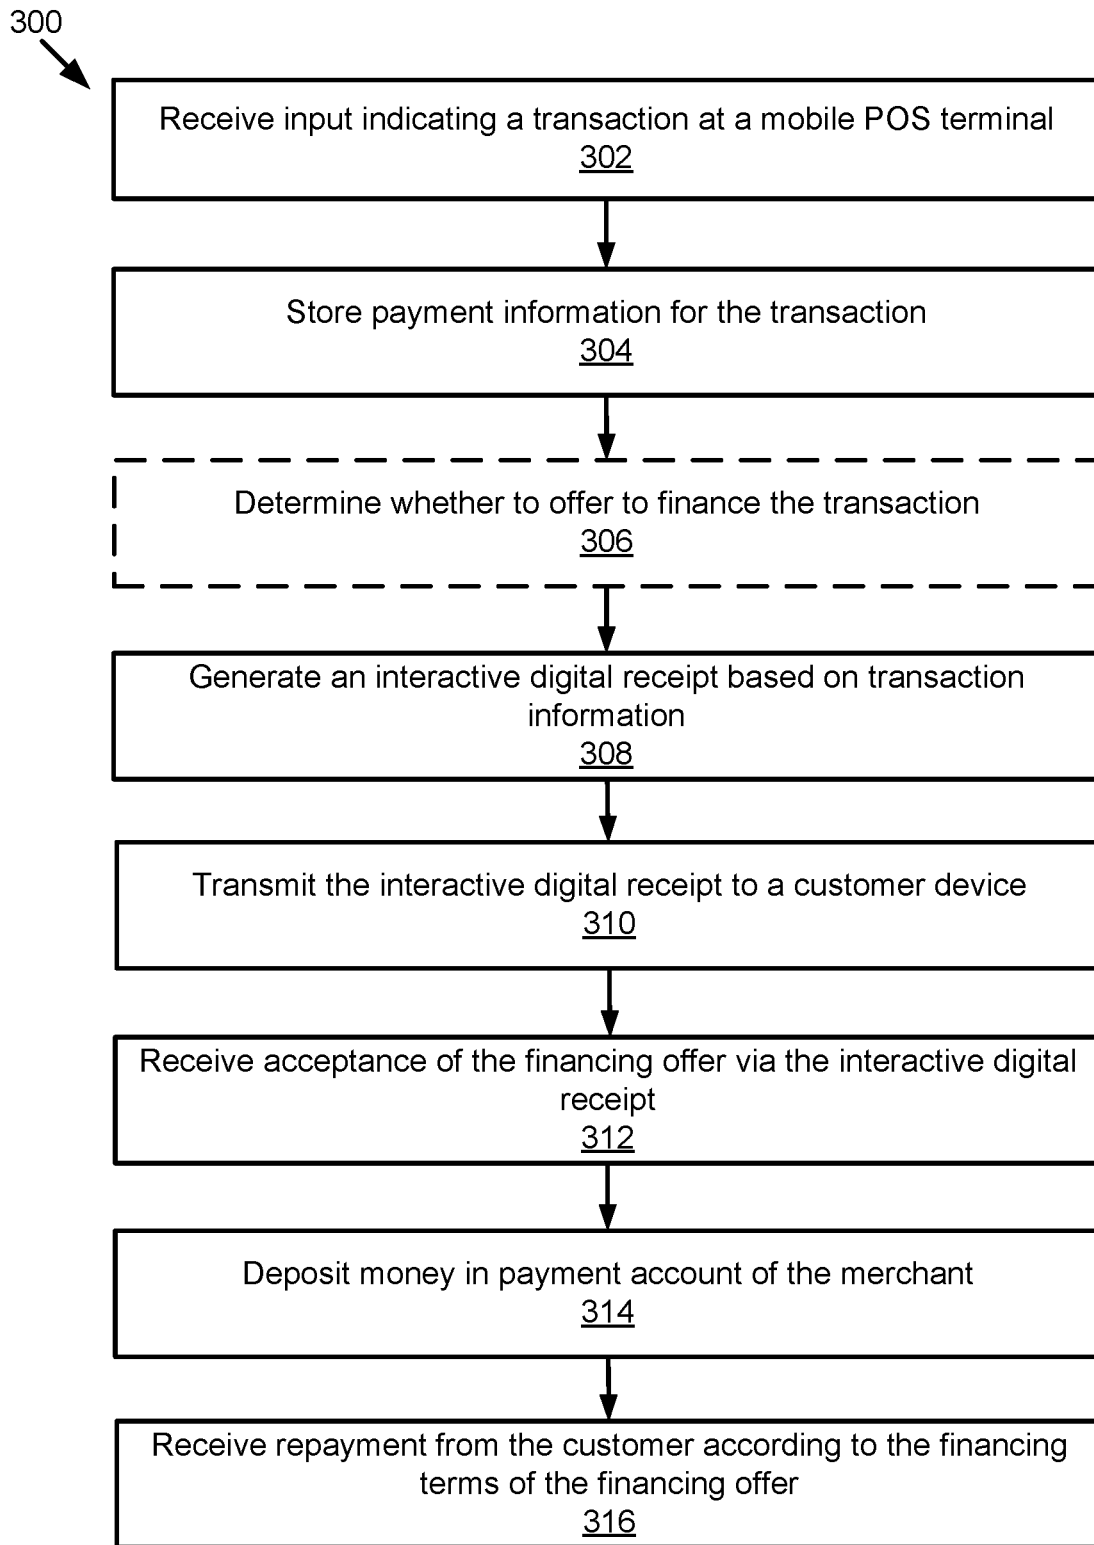 300
Receive input indicating a transaction at a mobile POS terminal
302
Store payment information for the transaction
304
Determine whether to offer to finance the transaction
306
Generate an interactive digital receipt based on transaction
information
308
Transmit the interactive digital receipt to a customer device
310
Receive acceptance of the financing offer via the interactive digital
receipt
312
Deposit money in payment account of the merchant
314
Receive repayment from the customer according to the financing
terms of the financing offer
316